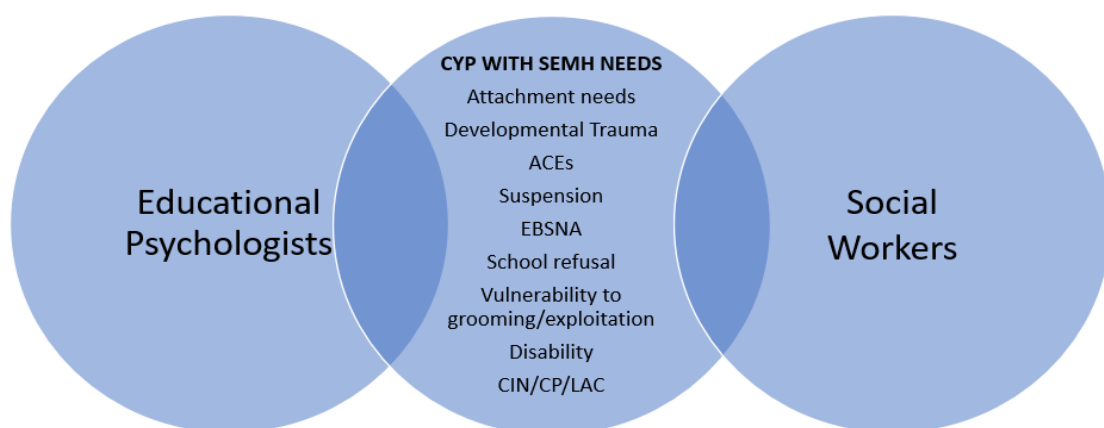 Educational
Psychologists
CYP WITH SEMH NEEDS
Attachment needs
Developmental Trauma
ACEs
Suspension
EBSNA
School refusal
Vulnerability to
grooming/exploitation
Disability
CIN/CP/LAC
Social
Workers